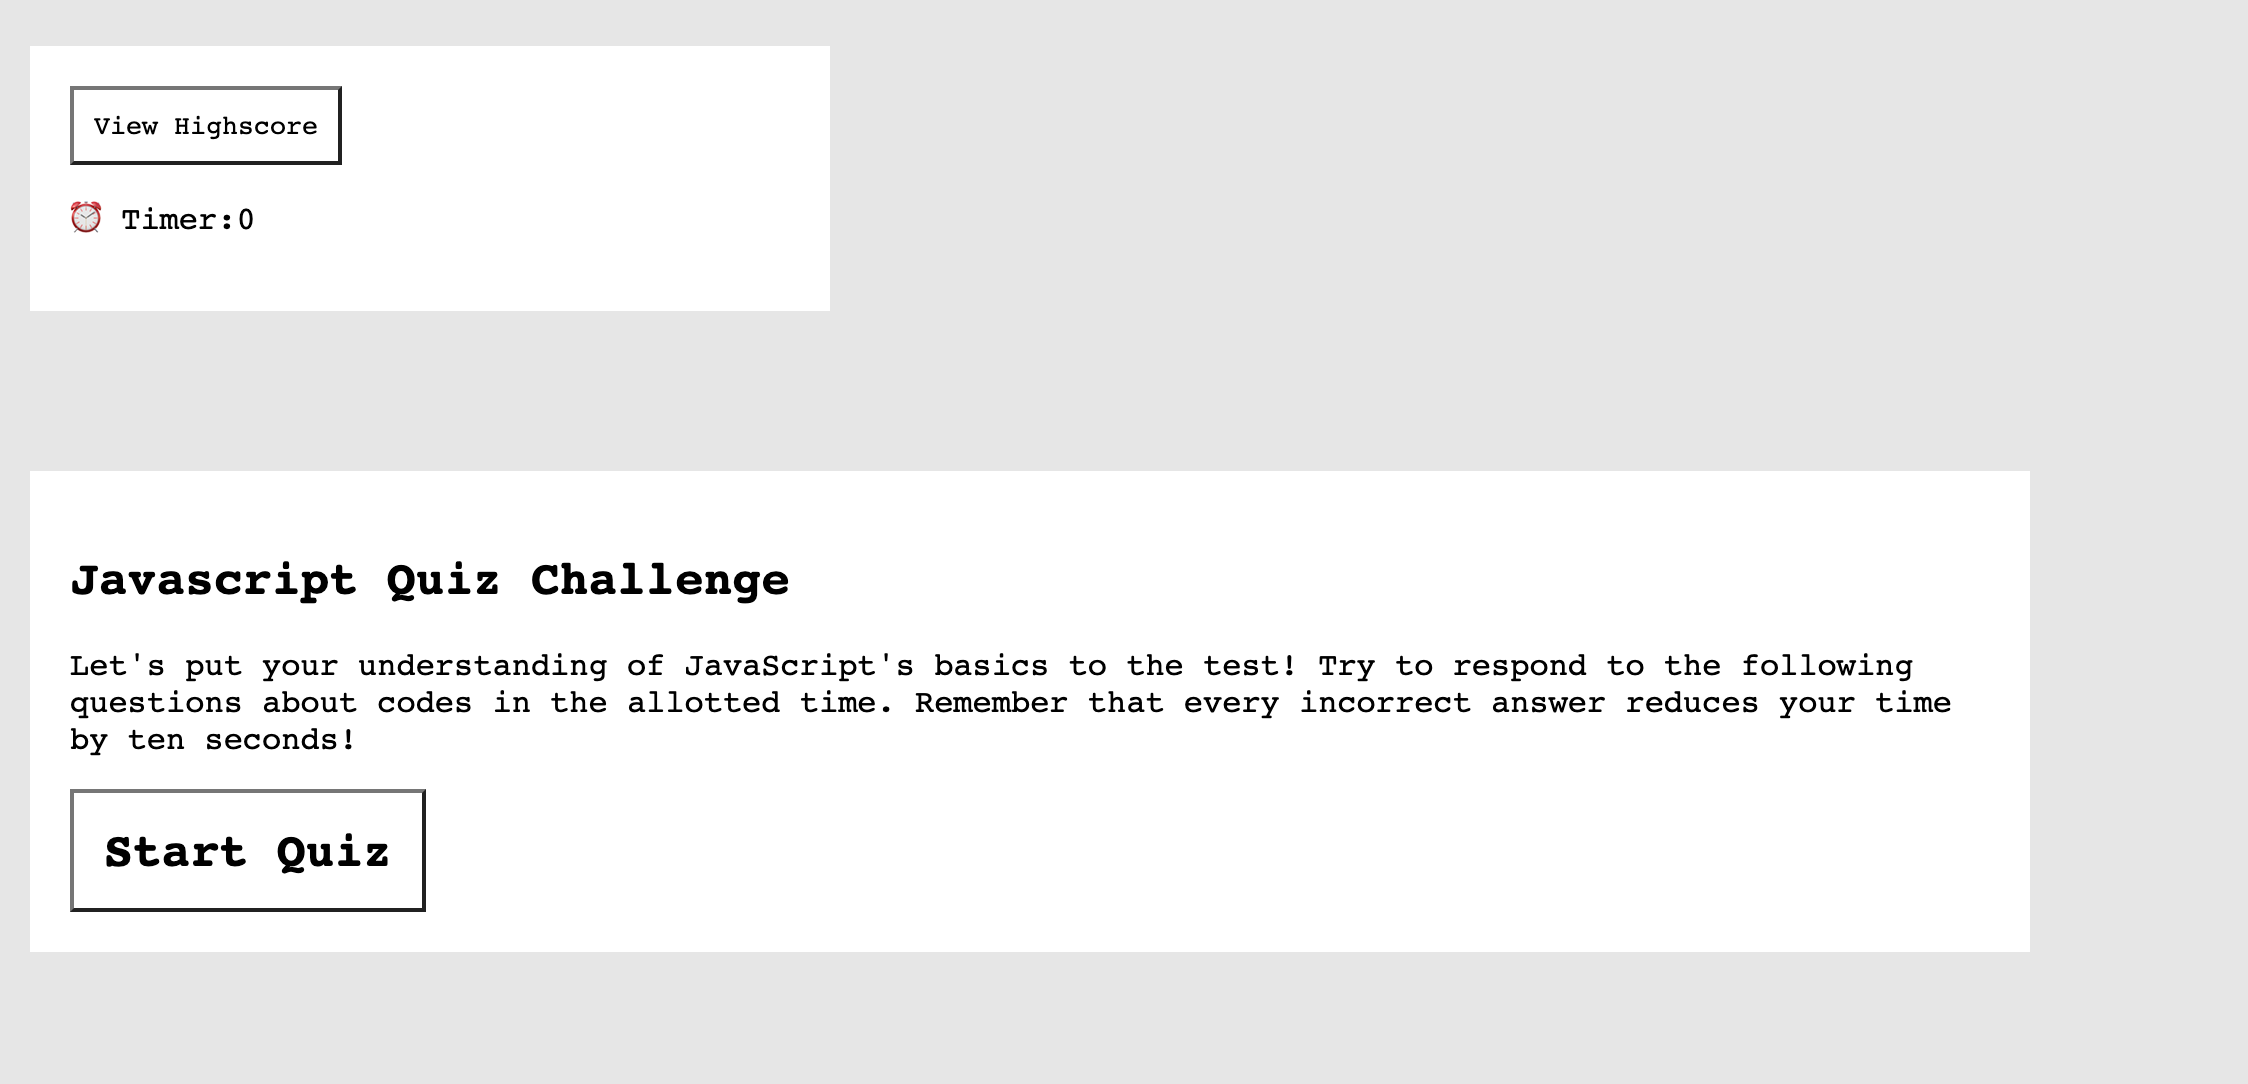 View Highscore
⏰ Timer:0
Javascript Quiz Challenge
Let's put your understanding of JavaScript's basics to the test! Try to respond to the following
questions about codes in the allotted time. Remember that every incorrect answer reduces your time
by ten seconds!
Start Quiz